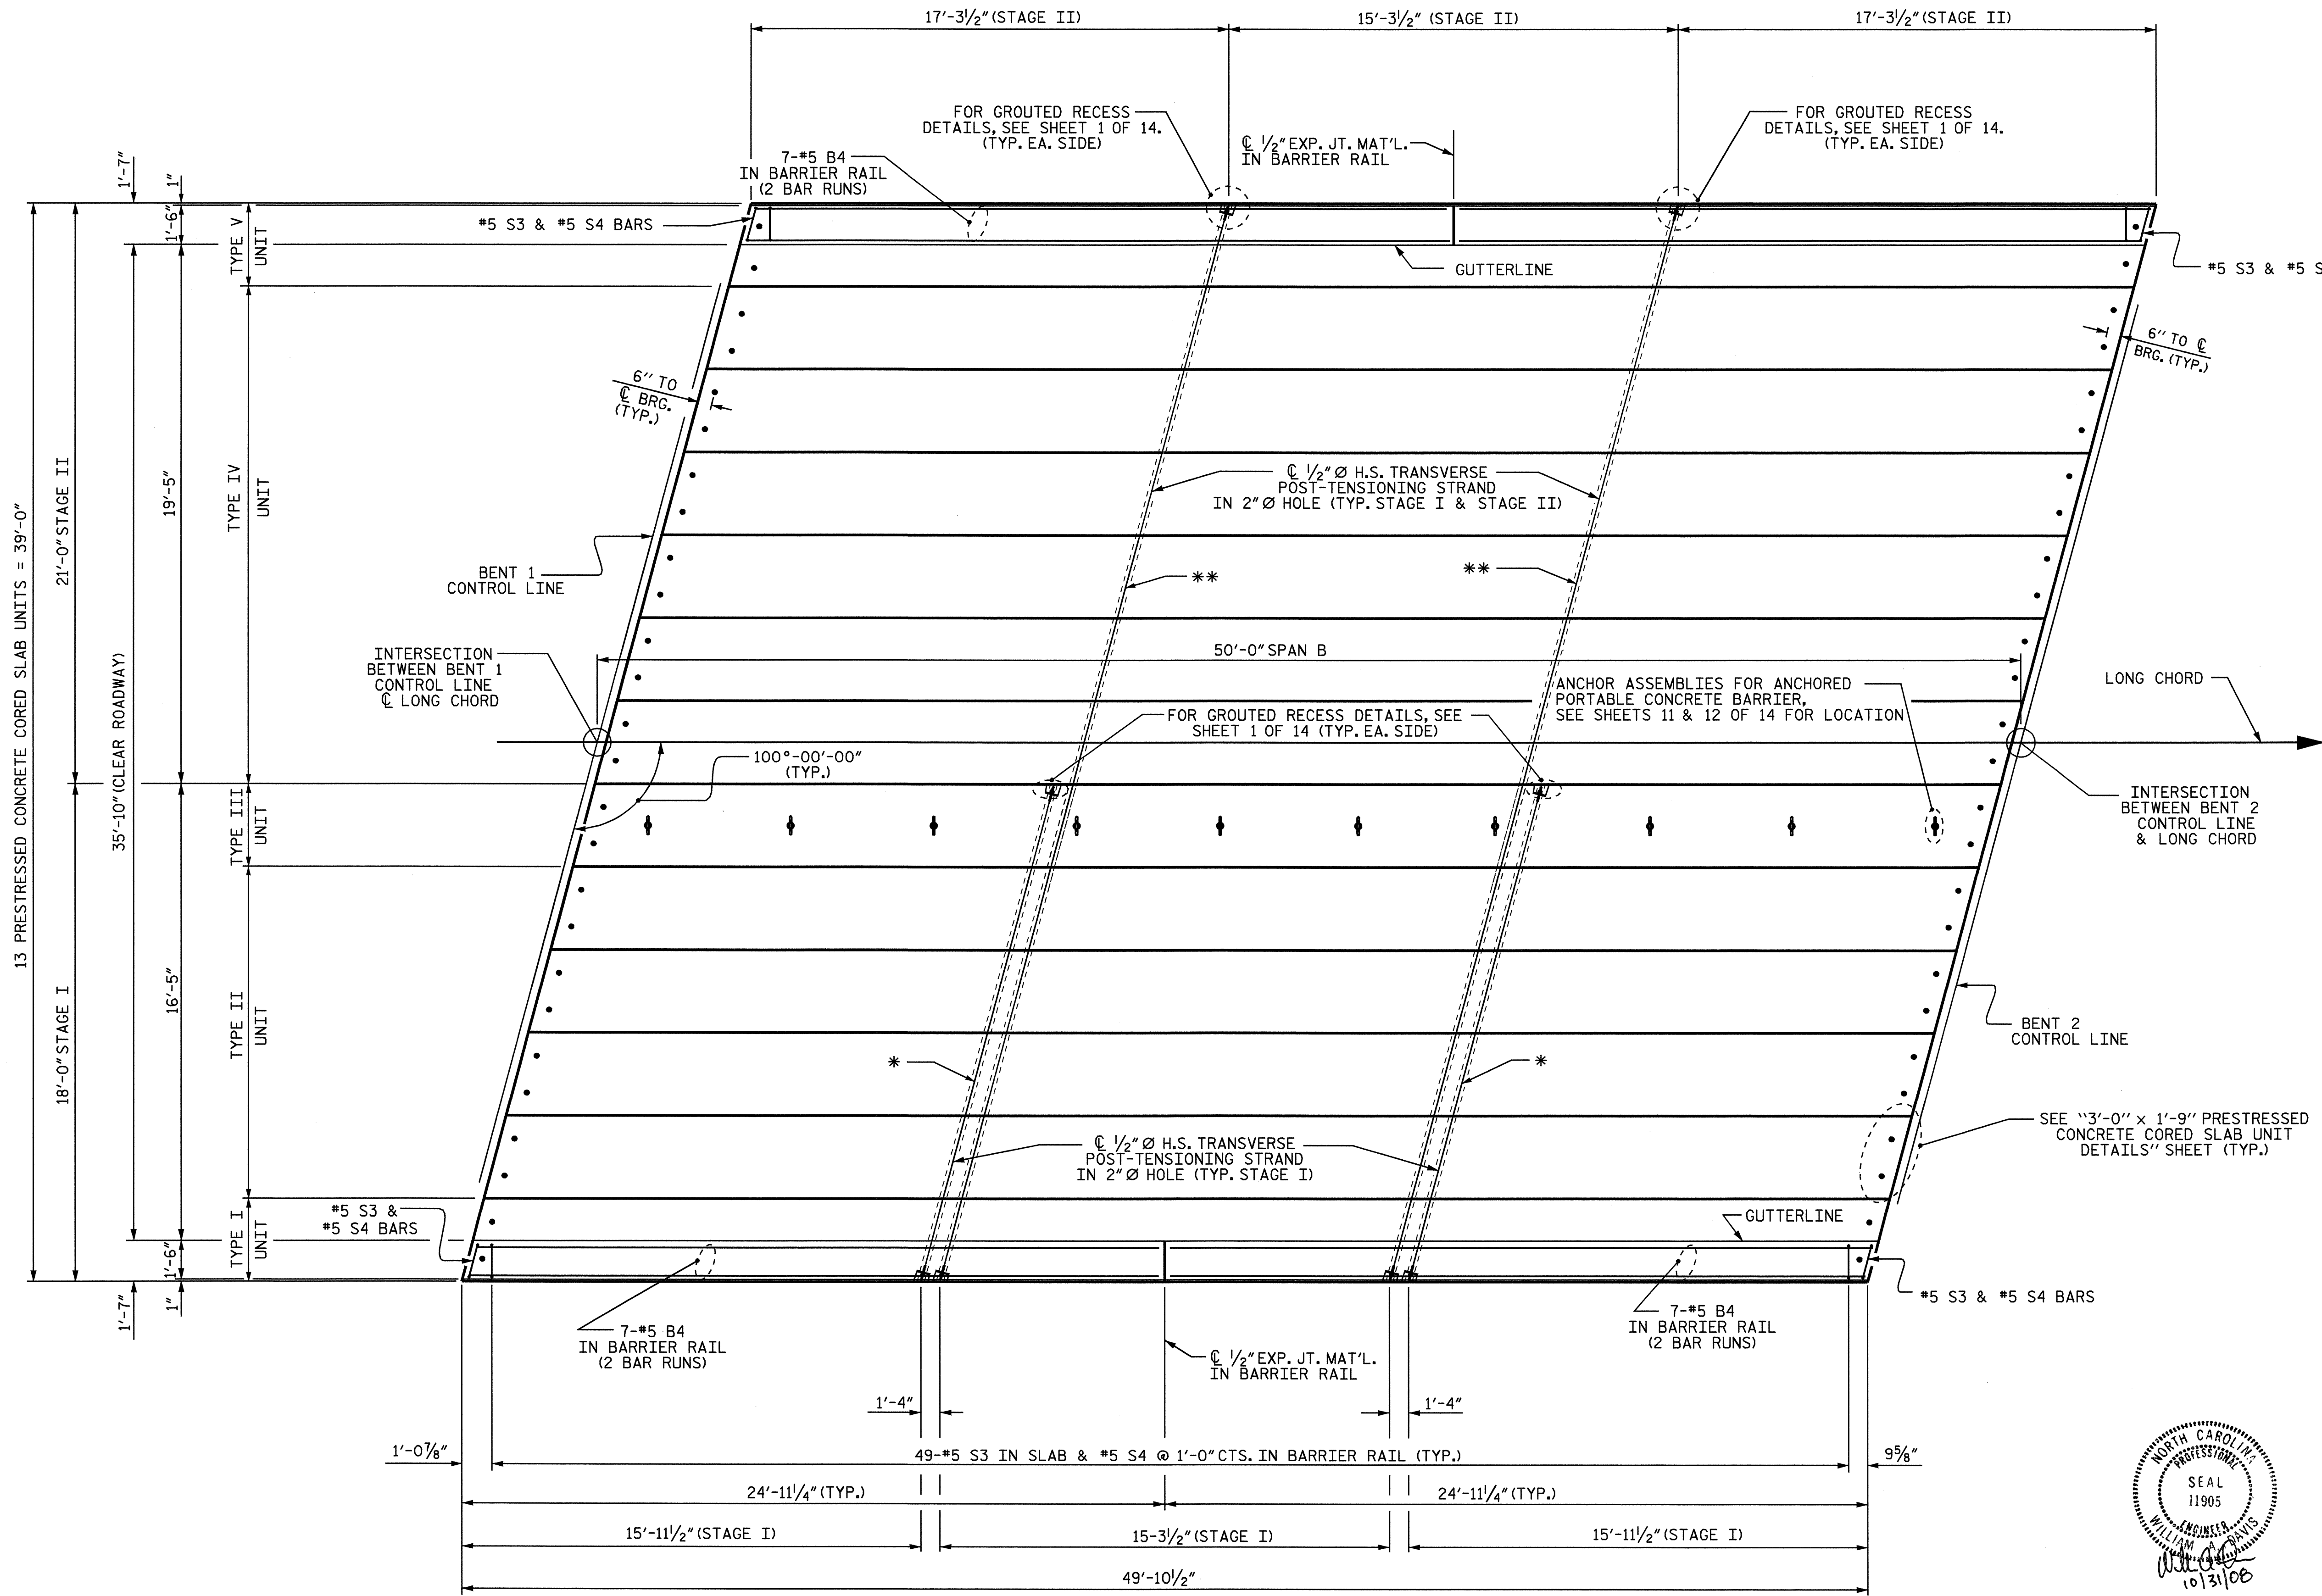 17'-3½" (STAGE II)
15'-3½" (STAGE II)
17'-3½" (STAGE II)
FOR GROUTED RECESS
DETAILS, SEE SHEET 1 OF 14.
(TYP. EA. SIDE)
℄ ½" EXP. JT. MAT'L.
IN BARRIER RAIL
FOR GROUTED RECESS
DETAILS, SEE SHEET 1 OF 14.
(TYP. EA. SIDE)
7-#5 B4
IN BARRIER RAIL
(2 BAR RUNS)
#5 S3 & #5 S4 BARS
1'-7"
1"
1'-6"
TYPE V
UNIT
GUTTERLINE
#5 S3 & #5 S
6" TO
℄ BRG.
(TYP.)
6" TO ℄
BRG. (TYP.)
13 PRESTRESSED CONCRETE CORED SLAB UNITS = 39'-0"
21'-0" STAGE II
35'-10" (CLEAR ROADWAY)
19'-5"
TYPE IV
UNIT
℄ ½" Ø H.S. TRANSVERSE
POST-TENSIONING STRAND
IN 2" Ø HOLE (TYP. STAGE I & STAGE II)
BENT 1
CONTROL LINE
**
**
INTERSECTION
BETWEEN BENT 1
CONTROL LINE
℄ LONG CHORD
50'-0" SPAN B
ANCHOR ASSEMBLIES FOR ANCHORED
PORTABLE CONCRETE BARRIER,
SEE SHEETS 11 & 12 OF 14 FOR LOCATION
LONG CHORD
FOR GROUTED RECESS DETAILS, SEE
SHEET 1 OF 14 (TYP. EA. SIDE)
100°-00'-00"
(TYP.)
TYPE III
UNIT
INTERSECTION
BETWEEN BENT 2
CONTROL LINE
& LONG CHORD
18'-0" STAGE I
16'-5"
TYPE II
UNIT
BENT 2
CONTROL LINE
*
*
SEE "3'-0" x 1'-9" PRESTRESSED
CONCRETE CORED SLAB UNIT
DETAILS" SHEET (TYP.)
℄ ½" Ø H.S. TRANSVERSE
POST-TENSIONING STRAND
IN 2" Ø HOLE (TYP. STAGE I)
#5 S3 &
#5 S4 BARS
TYPE I
UNIT
1'-6"
1"
1'-7"
GUTTERLINE
#5 S3 & #5 S4 BARS
7-#5 B4
IN BARRIER RAIL
(2 BAR RUNS)
℄ ½" EXP. JT. MAT'L.
IN BARRIER RAIL
7-#5 B4
IN BARRIER RAIL
(2 BAR RUNS)
1'-4"
1'-4"
1'-0⅞"
49-#5 S3 IN SLAB & #5 S4 @ 1'-0" CTS. IN BARRIER RAIL (TYP.)
9⅝"
24'-11¼" (TYP.)
24'-11¼" (TYP.)
15'-11½" (STAGE I)
15-3½" (STAGE I)
15'-11½" (STAGE I)
49'-10½"
NORTH CAROLINA
PROFESSIONAL
SEAL
11905
ENGINEER
WILLIAM A. DAVIS
10/31/08